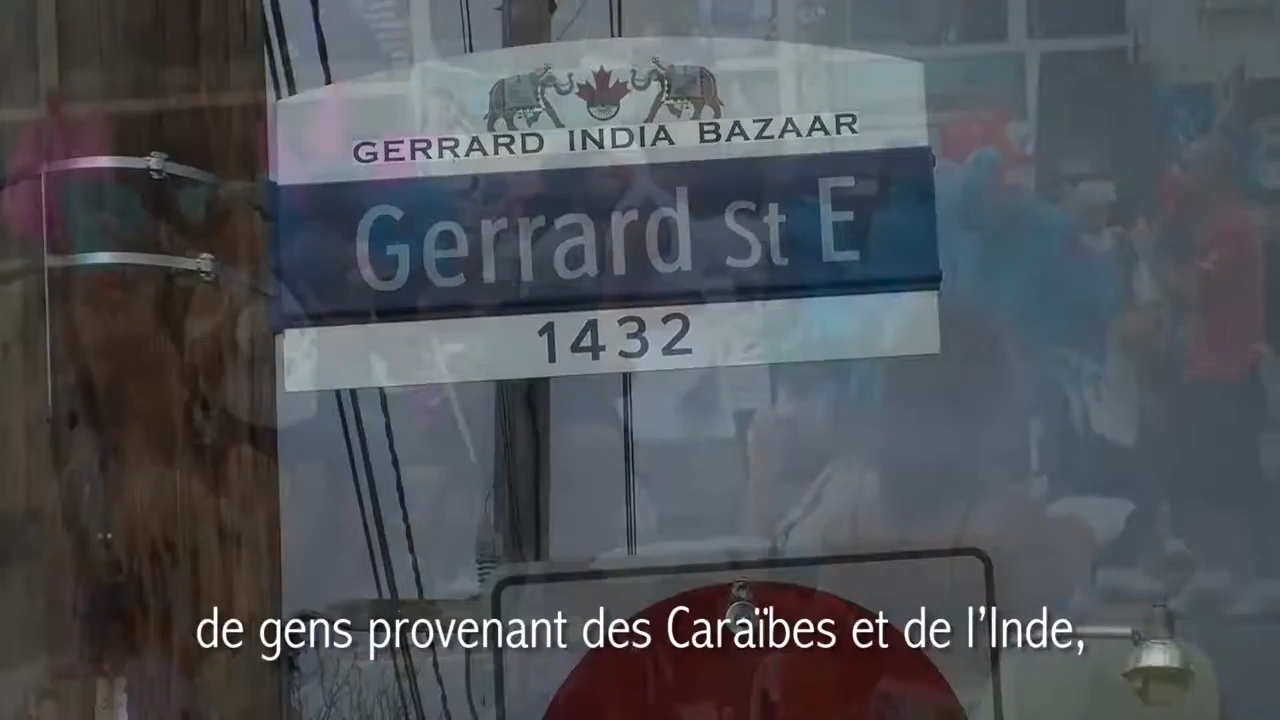 GERRARD INDIA BAZAAR
Gerrard St E
1432
de gens provenant des Caraïbes et de l'Inde,